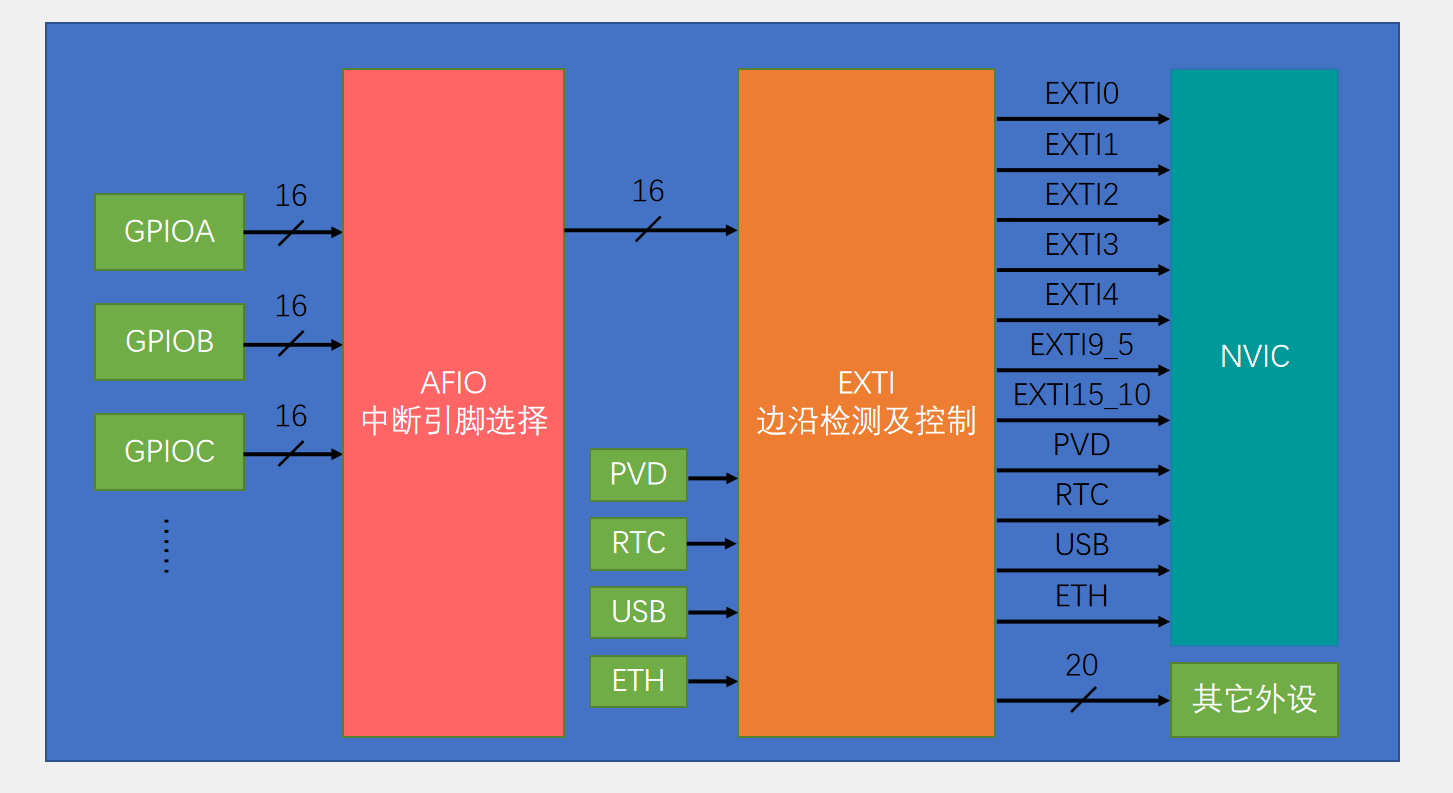 16
GPIOA
16
GPIOB
16
GPIOC
AFIO
中断引脚选择
16
PVD
RTC
USB
ETH
EXTI
边沿检测及控制
EXTI0
EXTI1
EXTI2
EXTI3
EXTI4
EXTI9_5
EXTI15_10
PVD
RTC
USB
ETH
20
NVIC
其它外设